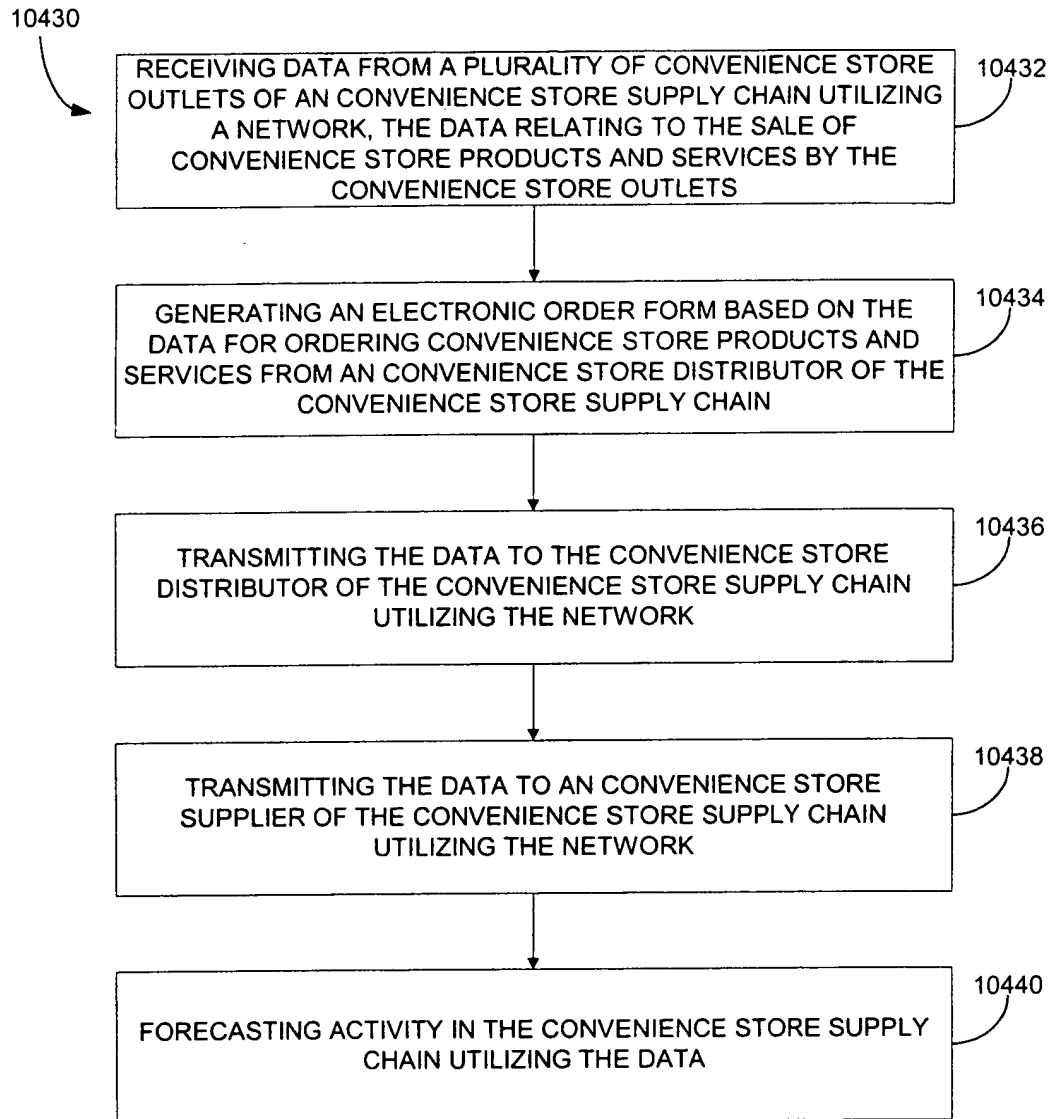 10430
RECEIVING DATA FROM A PLURALITY OF CONVENIENCE STORE
OUTLETS OF AN CONVENIENCE STORE SUPPLY CHAIN UTILIZING
A NETWORK, THE DATA RELATING TO THE SALE OF
CONVENIENCE STORE PRODUCTS AND SERVICES BY THE
CONVENIENCE STORE OUTLETS
10432
GENERATING AN ELECTRONIC ORDER FORM BASED ON THE
DATA FOR ORDERING CONVENIENCE STORE PRODUCTS AND
SERVICES FROM AN CONVENIENCE STORE DISTRIBUTOR OF THE
CONVENIENCE STORE SUPPLY CHAIN
10434
TRANSMITTING THE DATA TO THE CONVENIENCE STORE
DISTRIBUTOR OF THE CONVENIENCE STORE SUPPLY CHAIN
UTILIZING THE NETWORK
10436
TRANSMITTING THE DATA TO AN CONVENIENCE STORE
SUPPLIER OF THE CONVENIENCE STORE SUPPLY CHAIN
UTILIZING THE NETWORK
10438
FORECASTING ACTIVITY IN THE CONVENIENCE STORE SUPPLY
CHAIN UTILIZING THE DATA
10440